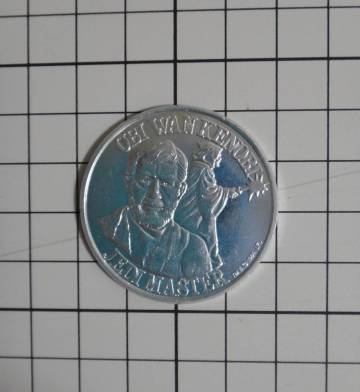 OBI WAN KENOBI
JEDI MASTER